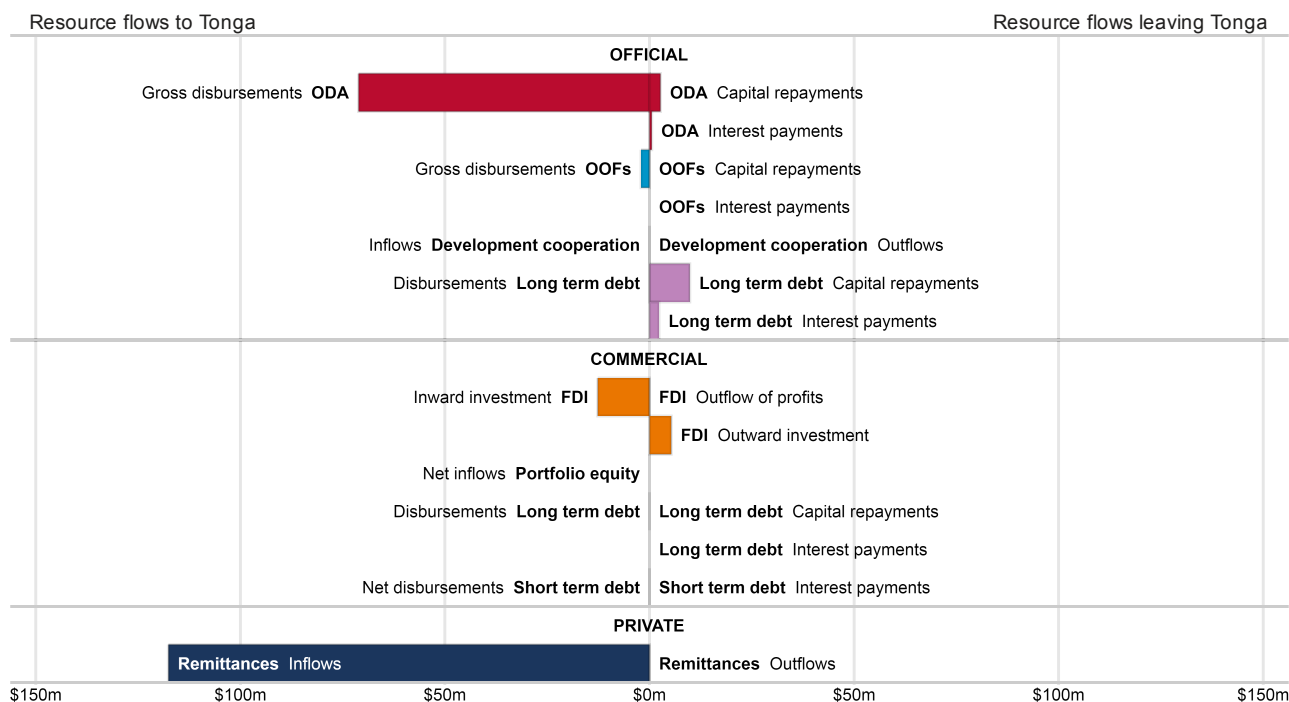 Resource flows to Tonga Resource flows leaving Tonga
OFFICIAL
Gross disbursements ODA ODA Capital repayments
ODA Interest payments
Gross disbursements OOFs OOFs Capital repayments
OOFs Interest payments
Inflows Development cooperation Development cooperation Outflows
Disbursements Long term debt Long term debt Capital repayments
Long term debt Interest payments
COMMERCIAL
Inward investment FDI FDI Outflow of profits
FDI Outward investment
Net inflows Portfolio equity
Disbursements Long term debt Long term debt Capital repayments
Long term debt Interest payments
Net disbursements Short term debt Short term debt Interest payments
PRIVATE
Remittances Inflows Remittances Outflows
$150m $100m $50m $0m $50m $100m $150m